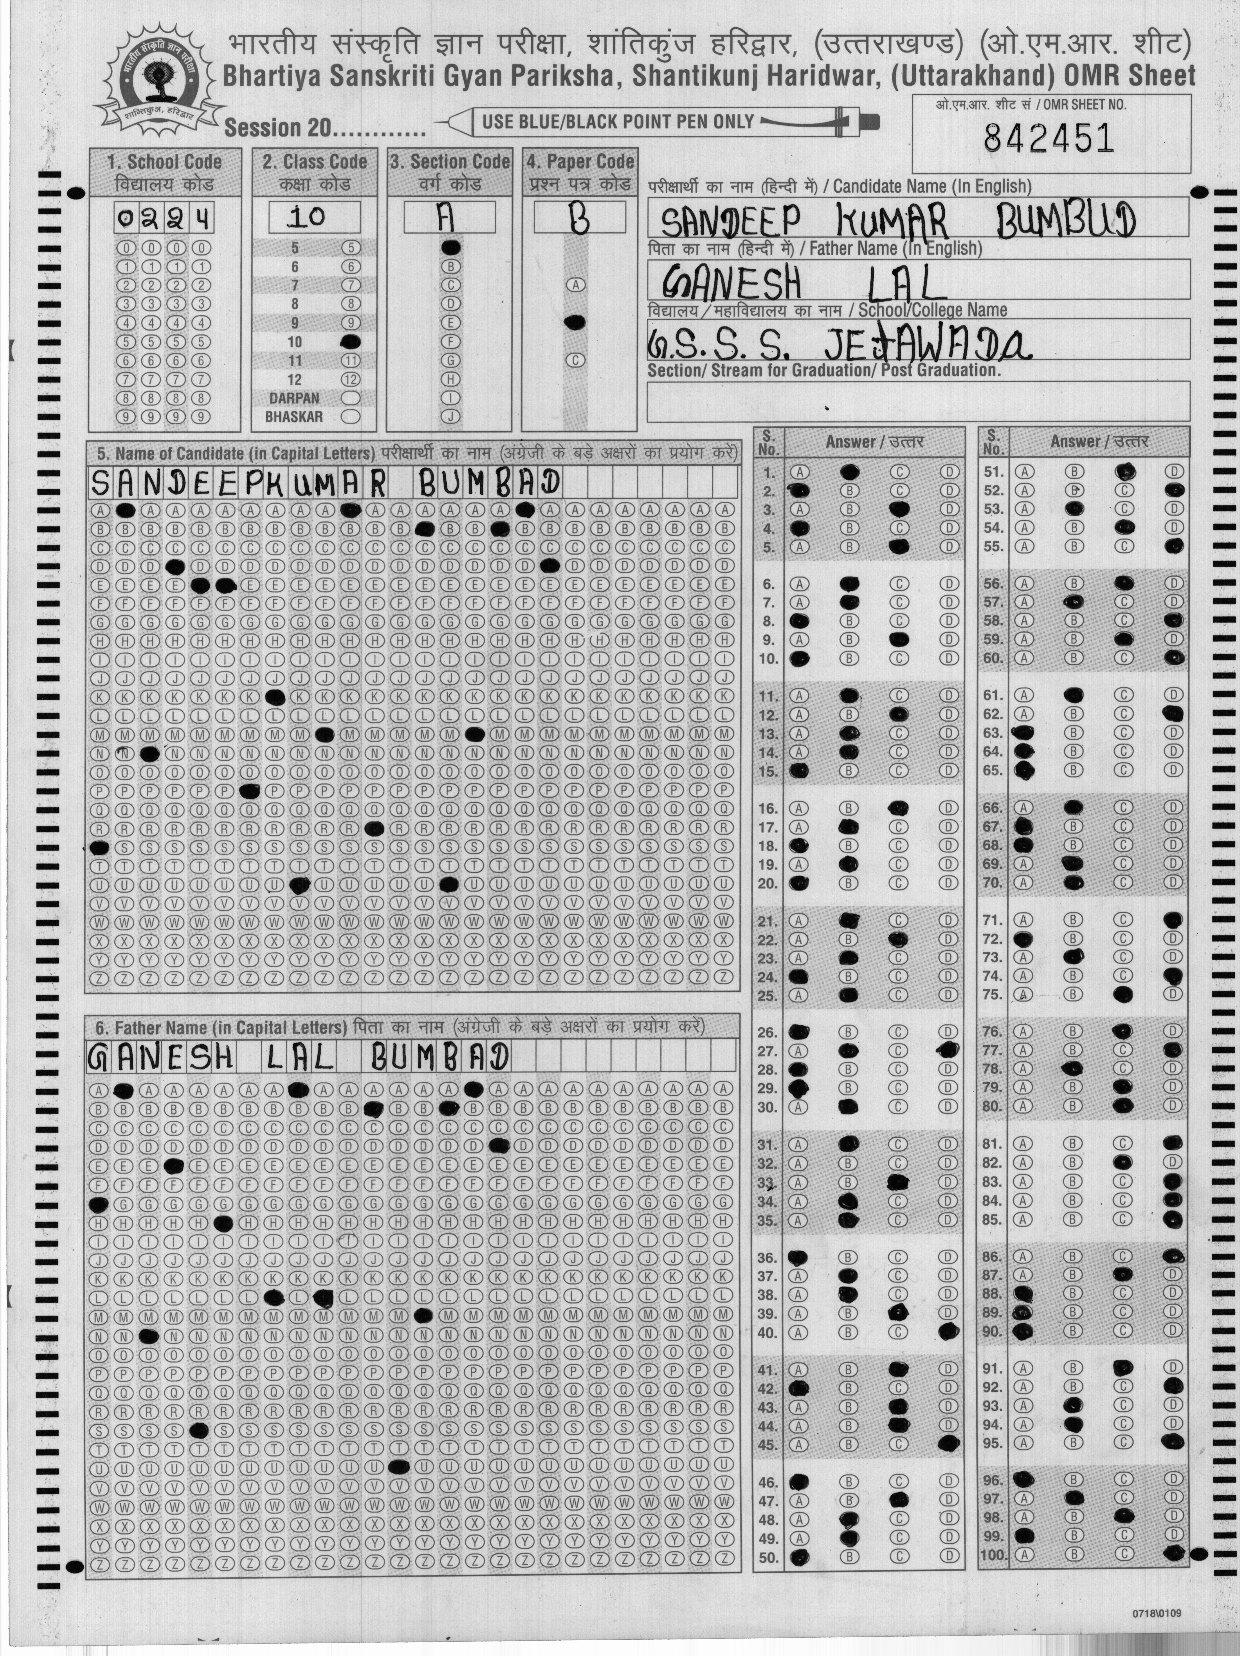 भारतीय संस्कृति ज्ञान परीक्षा, शांतिकुंज हरिद्वार, (उत्तराखण्ड) (ओ.एम.आर. शीट)
Bhartiya Sanskriti Gyan Pariksha, Shantikunj Haridwar, (Uttarakhand) OMR Sheet
Session 20............ USE BLUE/BLACK POINT PEN ONLY
ओ.एम.आर. शीट सं / OMR SHEET NO.
842451
1. School Code
विद्यालय कोड
0224
2. Class Code
कक्षा कोड
10
5 6 7 8 9 10 11 12
DARPAN
BHASKAR
3. Section Code
वर्ग कोड
A
4. Paper Code
प्रश्न पत्र कोड
B
परीक्षार्थी का नाम (हिन्दी में) / Candidate Name (In English)
SANDEEP KUMAR BUMBUD
पिता का नाम (हिन्दी में) / Father Name (In English)
GANESH LAL
विद्यालय/महाविद्यालय का नाम / School/College Name
G.S.S.S. JEtAWADa
Section/ Stream for Graduation/ Post Graduation.
5. Name of Candidate (in Capital Letters) परीक्षार्थी का नाम (अंग्रेजी के बड़े अक्षरों का प्रयोग करें)
SANDEEPKUMAR BUMBAD
6. Father Name (in Capital Letters) पिता का नाम (अंग्रेजी के बड़े अक्षरों का प्रयोग करें)
GANESH LAL BUMBAD
S. No. Answer / उत्तर
S. No. Answer / उत्तर
0718\0109